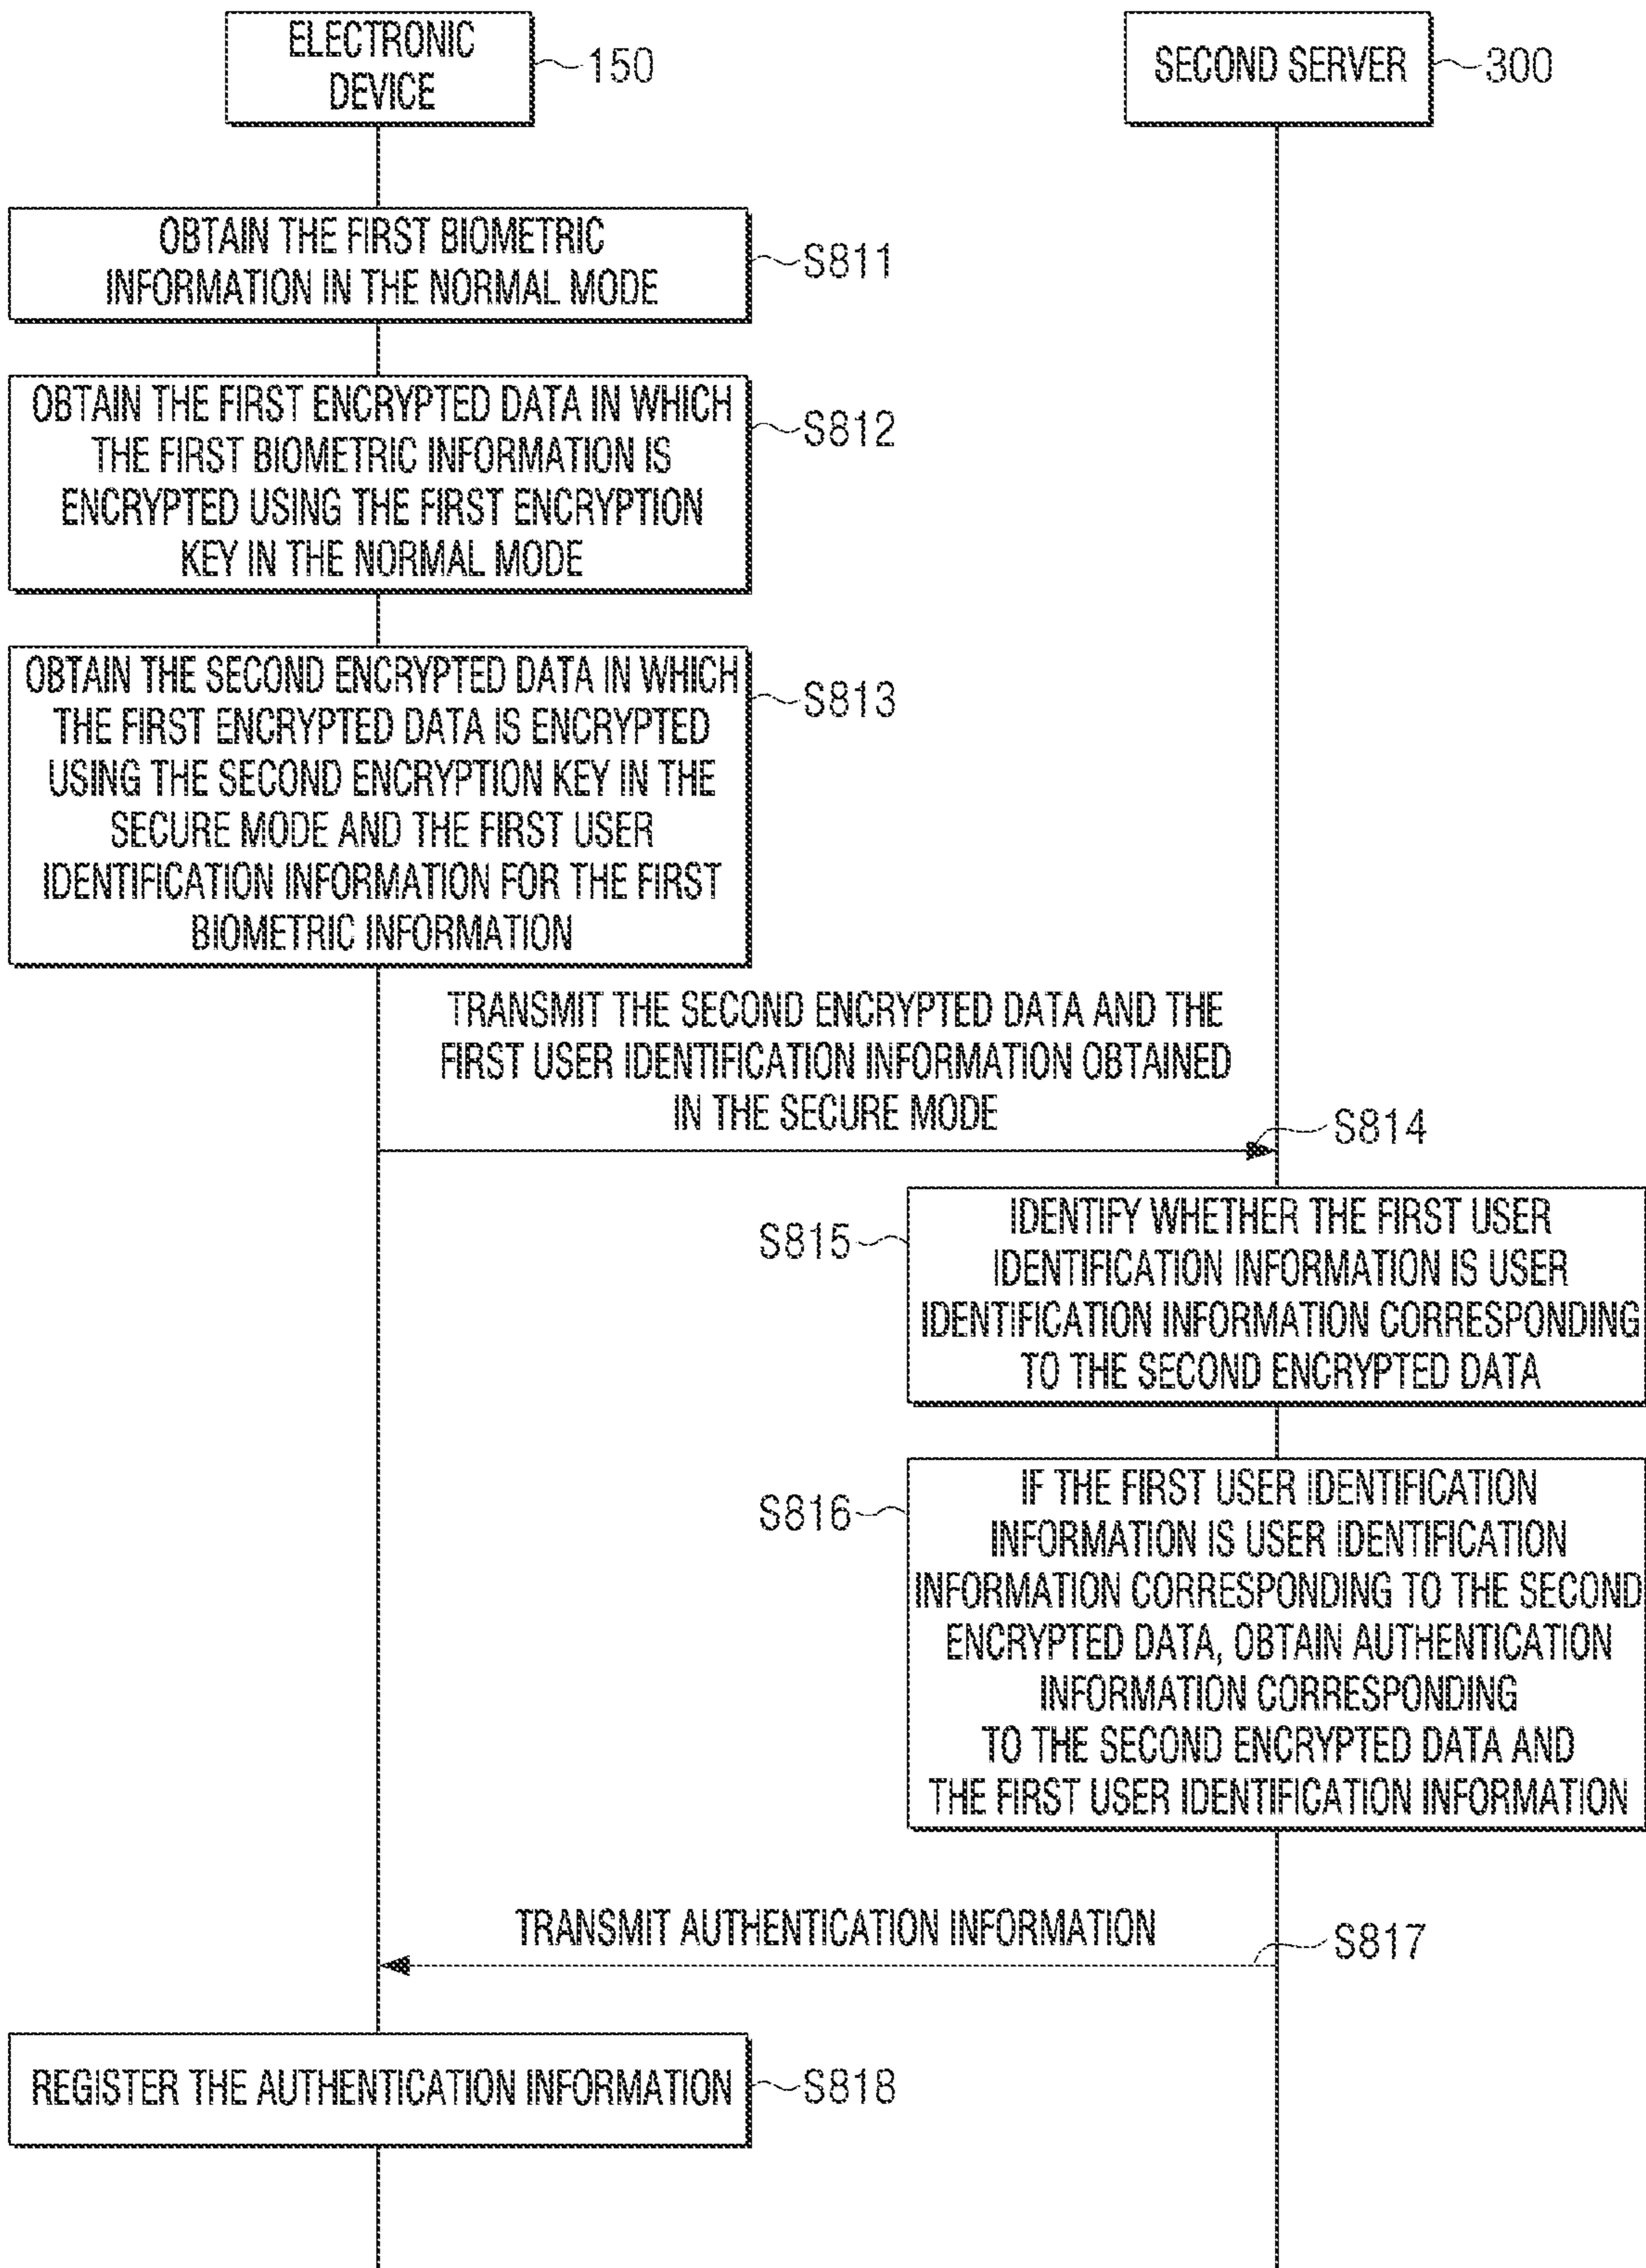 ELECTRONIC
DEVICE
150
SECOND SERVER
300
OBTAIN THE FIRST BIOMETRIC
INFORMATION IN THE NORMAL MODE
S811
OBTAIN THE FIRST ENCRYPTED DATA IN WHICH
THE FIRST BIOMETRIC INFORMATION IS
ENCRYPTED USING THE FIRST ENCRYPTION
KEY IN THE NORMAL MODE
S812
OBTAIN THE SECOND ENCRYPTED DATA IN WHICH
THE FIRST ENCRYPTED DATA IS ENCRYPTED
USING THE SECOND ENCRYPTION KEY IN THE
SECURE MODE AND THE FIRST USER
IDENTIFICATION INFORMATION FOR THE FIRST
BIOMETRIC INFORMATION
S813
TRANSMIT THE SECOND ENCRYPTED DATA AND THE
FIRST USER IDENTIFICATION INFORMATION OBTAINED
IN THE SECURE MODE
S814
S815
IDENTIFY WHETHER THE FIRST USER
IDENTIFICATION INFORMATION IS USER
IDENTIFICATION INFORMATION CORRESPONDING
TO THE SECOND ENCRYPTED DATA
S816
IF THE FIRST USER IDENTIFICATION
INFORMATION IS USER IDENTIFICATION
INFORMATION CORRESPONDING TO THE SECOND
ENCRYPTED DATA, OBTAIN AUTHENTICATION
INFORMATION CORRESPONDING
TO THE SECOND ENCRYPTED DATA AND
THE FIRST USER IDENTIFICATION INFORMATION
TRANSMIT AUTHENTICATION INFORMATION
S817
REGISTER THE AUTHENTICATION INFORMATION
S818